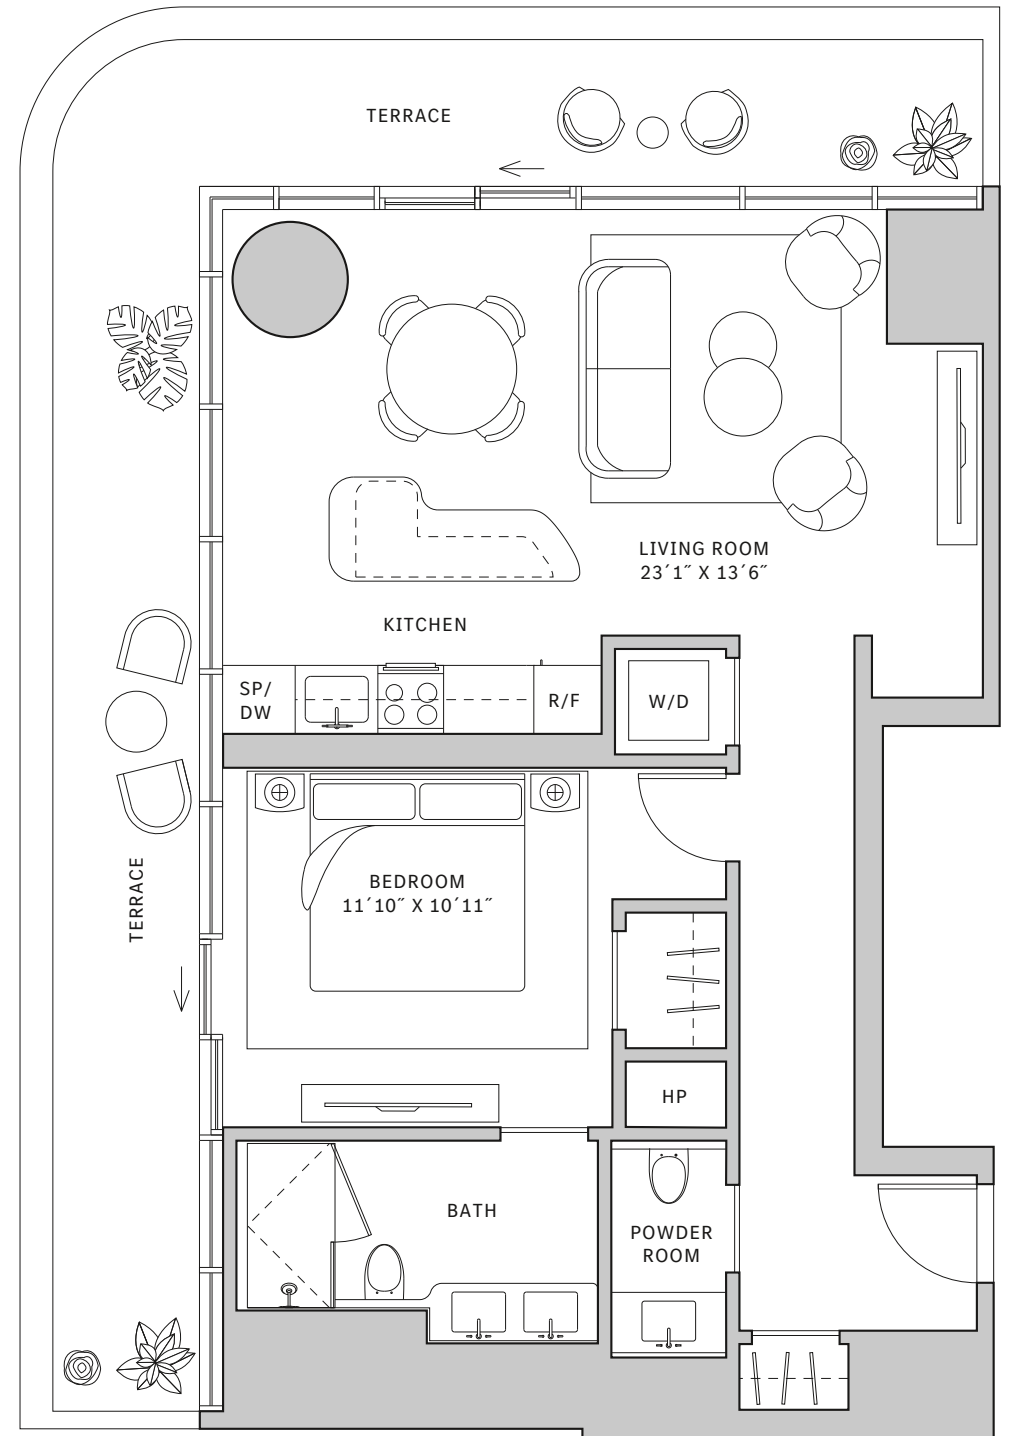 TERRACE
LIVING ROOM
23´1˝ X 13´6˝
KITCHEN
SP/
DW
R/F
W/D
BEDROOM
11´10˝ X 10´11˝
TERRACE
HP
BATH
POWDER
ROOM